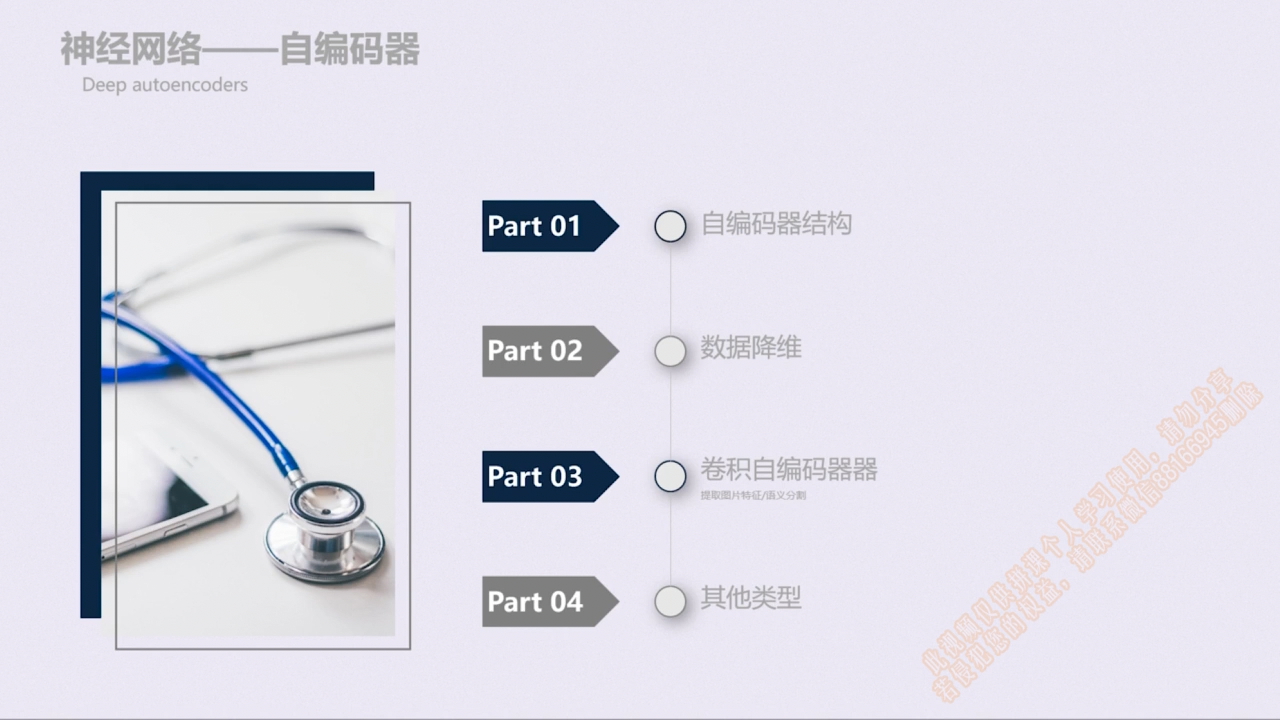 神经网络——自编码器
Deep autoencoders
Part 01
自编码器结构
Part 02
数据降维
Part 03
卷积自编码器器
提取图片特征/语义分割
Part 04
其他类型
此视频仅供拼课个人学习使用，请勿分享
若侵犯您的权益，请联系微信88166945删除